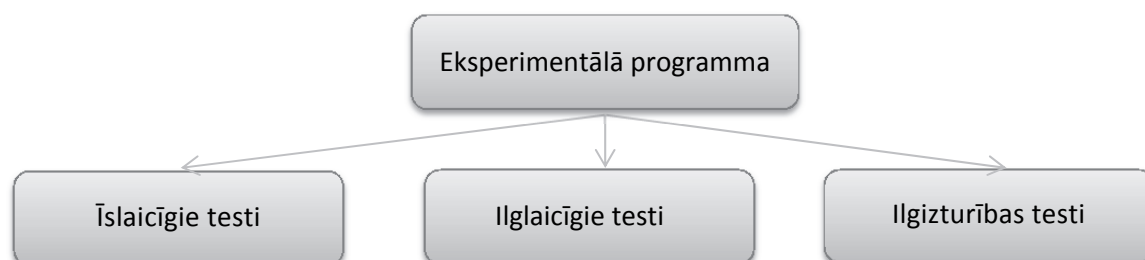 Eksperimentālā programma
Īslaicīgie testi
Ilglaicīgie testi
Ilgizturības testi